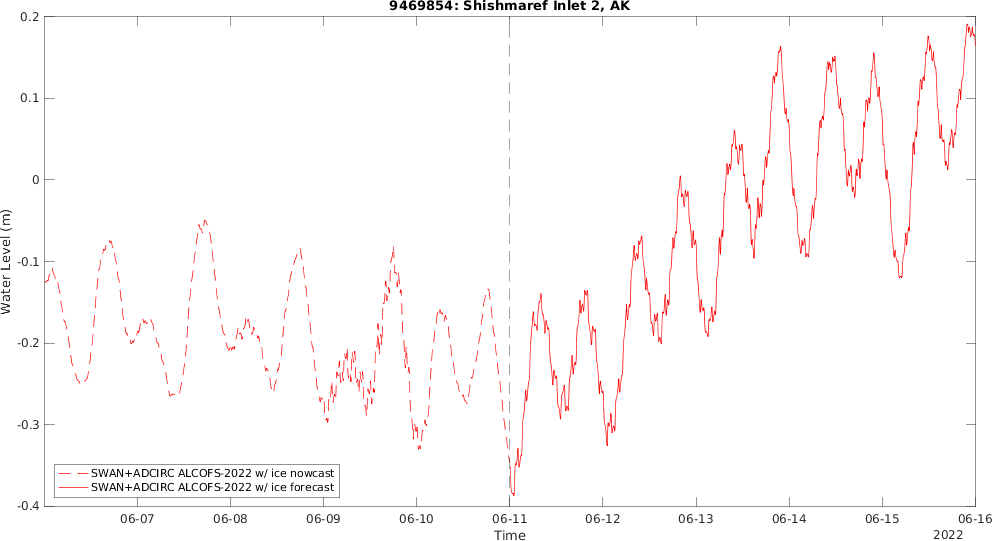 9469854: Shishmaref Inlet 2, AK
Water Level (m)
0.2
0.1
0
-0.1
-0.2
-0.3
-0.4
SWAN+ADCIRC ALCOFS-2022 w/ ice nowcast
SWAN+ADCIRC ALCOFS-2022 w/ ice forecast
06-07 06-08 06-09 06-10 06-11 06-12 06-13 06-14 06-15 06-16
Time
2022